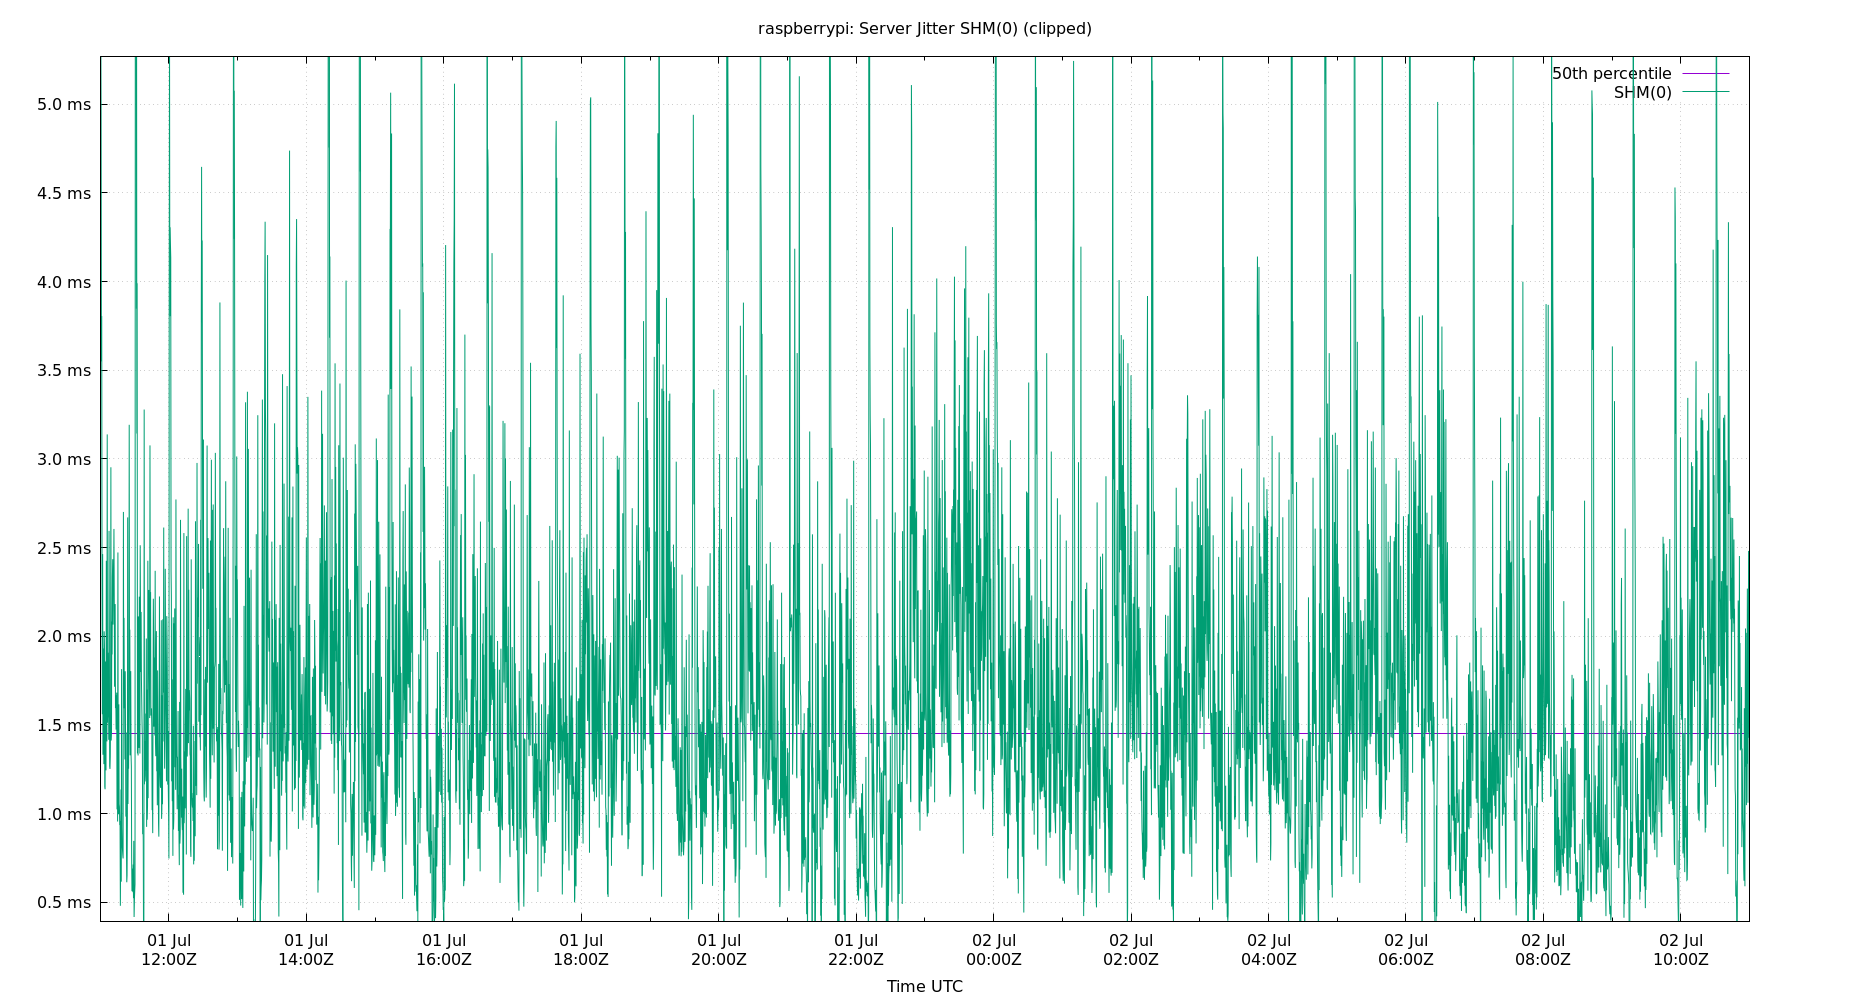 raspberrypi: Server Jitter SHM(0) (clipped)
50th percentile
SHM(0)
5.0 ms
4.5 ms
4.0 ms
3.5 ms
3.0 ms
2.5 ms
2.0 ms
1.5 ms
1.0 ms
0.5 ms
01 Jul 01 Jul 01 Jul 01 Jul 01 Jul 01 Jul 02 Jul 02 Jul 02 Jul 02 Jul 02 Jul 02 Jul
12:00Z 14:00Z 16:00Z 18:00Z 20:00Z 22:00Z 00:00Z 02:00Z 04:00Z 06:00Z 08:00Z 10:00Z
Time UTC